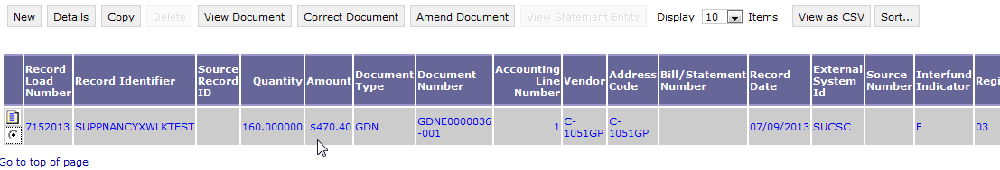 New Details Copy Delete View Document Correct Document Amend Document View Statement Entity Display 10 Items View as CSV Sort...
Record Load Number Record Identifier Source Record ID Quantity Amount Document Type Document Number Accounting Line Number Vendor Address Code Bill/Statement Number Record Date External System Id Source Number Interfund Indicator Regi
7152013 SUPPNANCYXWLKTEST 160.000000 $470.40 GDN GDNE0000836-001 1 C-1051GP C-1051GP 07/09/2013 SUCSC F 03
Go to top of page